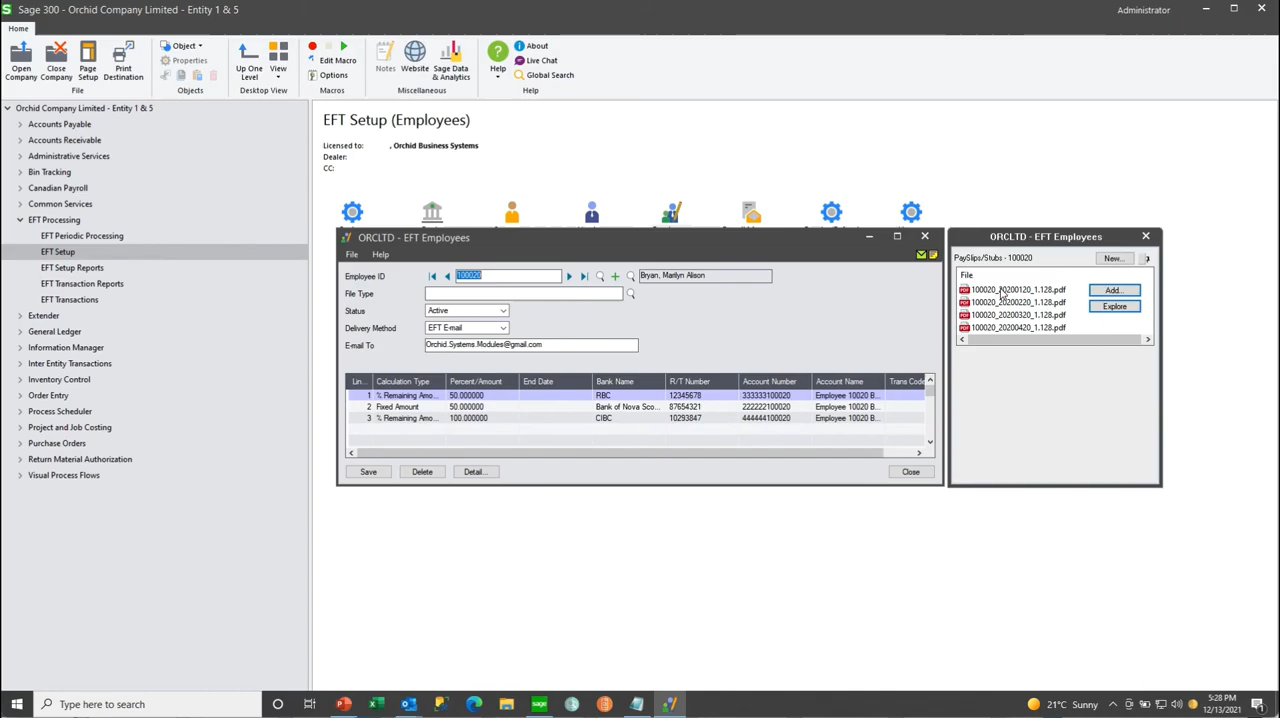 Sage 300 - Orchid Company Limited - Entity 1 & 5
Administrator
Home
Open Company
Close Company
Page Setup
Print Destination
File
Object
Properties
Objects
Up One Level
View
Desktop View
Edit Macro
Options
Macros
Notes
Website
Sage Data & Analytics
Miscellaneous
Help
About
Live Chat
Global Search
Help
Orchid Company Limited - Entity 1 & 5
Accounts Payable
Accounts Receivable
Administrative Services
Bin Tracking
Canadian Payroll
Common Services
EFT Processing
EFT Periodic Processing
EFT Setup
EFT Setup Reports
EFT Transaction Reports
EFT Transactions
Extender
General Ledger
Information Manager
Inter Entity Transactions
Inventory Control
Order Entry
Process Scheduler
Project and Job Costing
Purchase Orders
Return Material Authorization
Visual Process Flows
EFT Setup (Employees)
Licensed to: , Orchid Business Systems
Dealer:
CC:
ORCLTD - EFT Employees
File Help
Employee ID 100020 Bryan, Marilyn Alison
File Type
Status Active
Delivery Method EFT E-mail
E-mail To Orchid.Systems.Modules@gmail.com
Lin... Calculation Type Percent/Amount End Date Bank Name R/T Number Account Number Account Name Trans Code
1 % Remaining Amo... 50.000000 RBC 12345678 333333100020 Employee 10020 B...
2 Fixed Amount 50.000000 Bank of Nova Sco... 87654321 222222100020 Employee 10020 B...
3 % Remaining Amo... 100.000000 CIBC 10293847 444444100020 Employee 10020 B...
Save Delete Detail... Close
ORCLTD - EFT Employees
PaySlips/Stubs - 100020 New...
File
100020_20200120_1.128.pdf Add...
100020_20200220_1.128.pdf Explore
100020_20200320_1.128.pdf
100020_20200420_1.128.pdf
Type here to search
21°C Sunny
5:28 PM
12/13/2021